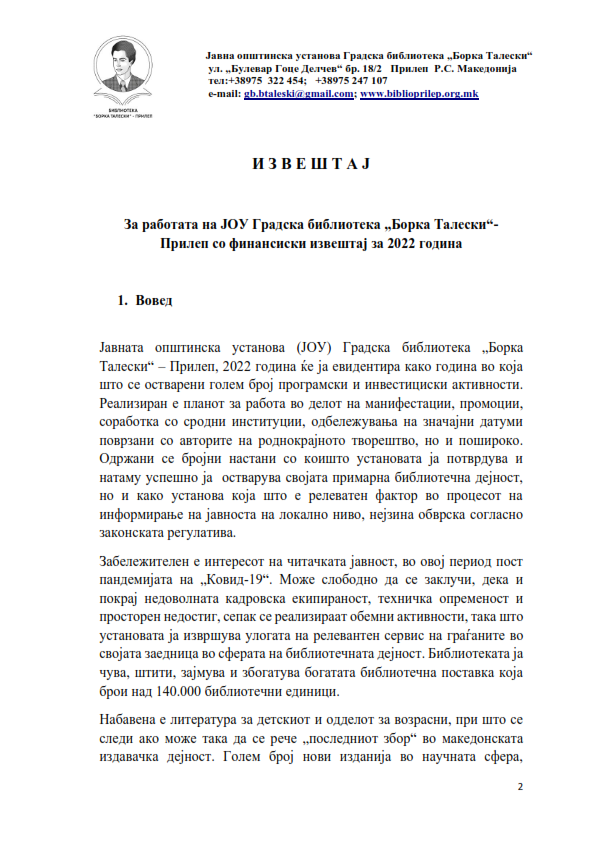 БИБЛИОТЕКА
"БОРКА ТАЛЕСКИ" - ПРИЛЕП
Јавна општинска установа Градска библиотека „Борка Талески“
ул. „Булевар Гоце Делчев“ бр. 18/2 Прилеп Р.С. Македонија
тел:+38975 322 454; +38975 247 107
e-mail: gb.btaleski@gmail.com; www.biblioprilep.org.mk
И З В Е Ш Т А Ј
За работата на ЈОУ Градска библиотека „Борка Талески“-
Прилеп со финансиски извештај за 2022 година
1. Вовед
Јавната општинска установа (ЈОУ) Градска библиотека „Борка
Талески“ – Прилеп, 2022 година ќе ја евидентира како година во која
што се остварени голем број програмски и инвестициски активности.
Реализиран е планот за работа во делот на манифестации, промоции,
соработка со сродни институции, одбележувања на значајни датуми
поврзани со авторите на роднокрајното творештво, но и пошироко.
Одржани се бројни настани со коишто установата ја потврдува и
натаму успешно ја остварува својата примарна библиотечна дејност,
но и како установа која што е релевантен фактор во процесот на
информирање на јавноста на локално ниво, нејзина обврска согласно
законската регулатива.
Забележителен е интересот на читачката јавност, во овој период пост
пандемијата на „Ковид-19“. Може слободно да се заклучи, дека и
покрај недоволната кадровска екипираност, техничка опременост и
просторен недостиг, сепак се реализираат обемни активности, така што
установата ја извршува улогата на релевантен сервис на граѓаните во
својата заедница во сферата на библиотечната дејност. Библиотеката ја
чува, штити, зајмува и збогатува богатата библиотечна поставка која
брои над 140.000 библиотечни единици.
Набавена е литература за детскиот и одделот за возрасни, при што се
следи ако може така да се рече „последниот збор“ во македонската
издавачка дејност. Голем број нови изданија во научната сфера,
2